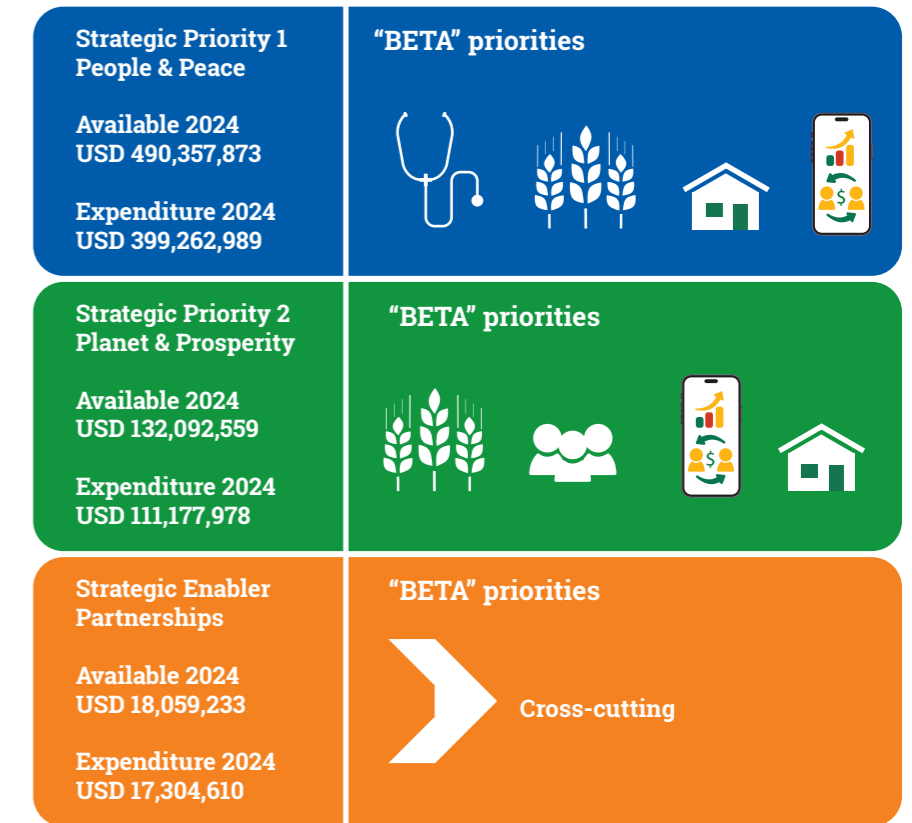 Strategic Priority 1
People & Peace
Available 2024
USD 490,357,873
Expenditure 2024
USD 399,262,989
“BETA” priorities
$
Strategic Priority 2
Planet & Prosperity
Available 2024
USD 132,092,559
Expenditure 2024
USD 111,177,978
“BETA” priorities
$
Strategic Enabler
Partnerships
Available 2024
USD 18,059,233
Expenditure 2024
USD 17,304,610
“BETA” priorities
Cross-cutting